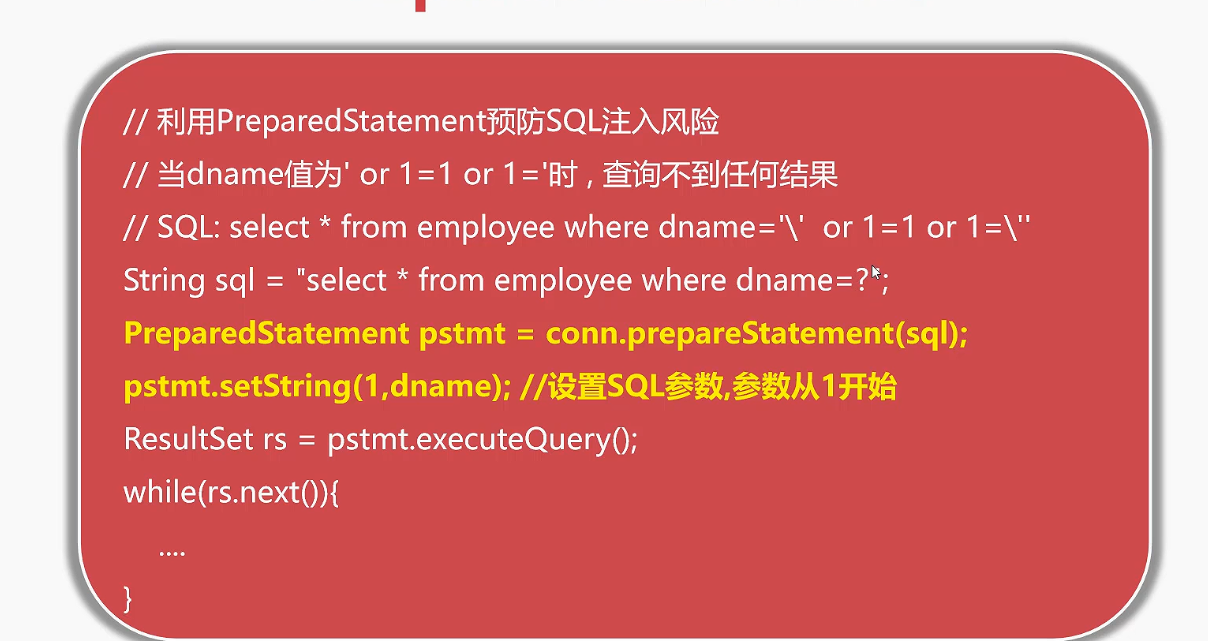 // 利用PreparedStatement预防SQL注入风险
// 当dname值为' or 1=1 or 1='时 , 查询不到任何结果
// SQL: select * from employee where dname='\'  or 1=1 or 1=\''
String sql = "select * from employee where dname=?";
PreparedStatement pstmt = conn.prepareStatement(sql);
pstmt.setString(1,dname); //设置SQL参数,参数从1开始
ResultSet rs = pstmt.executeQuery();
while(rs.next()){
....
}